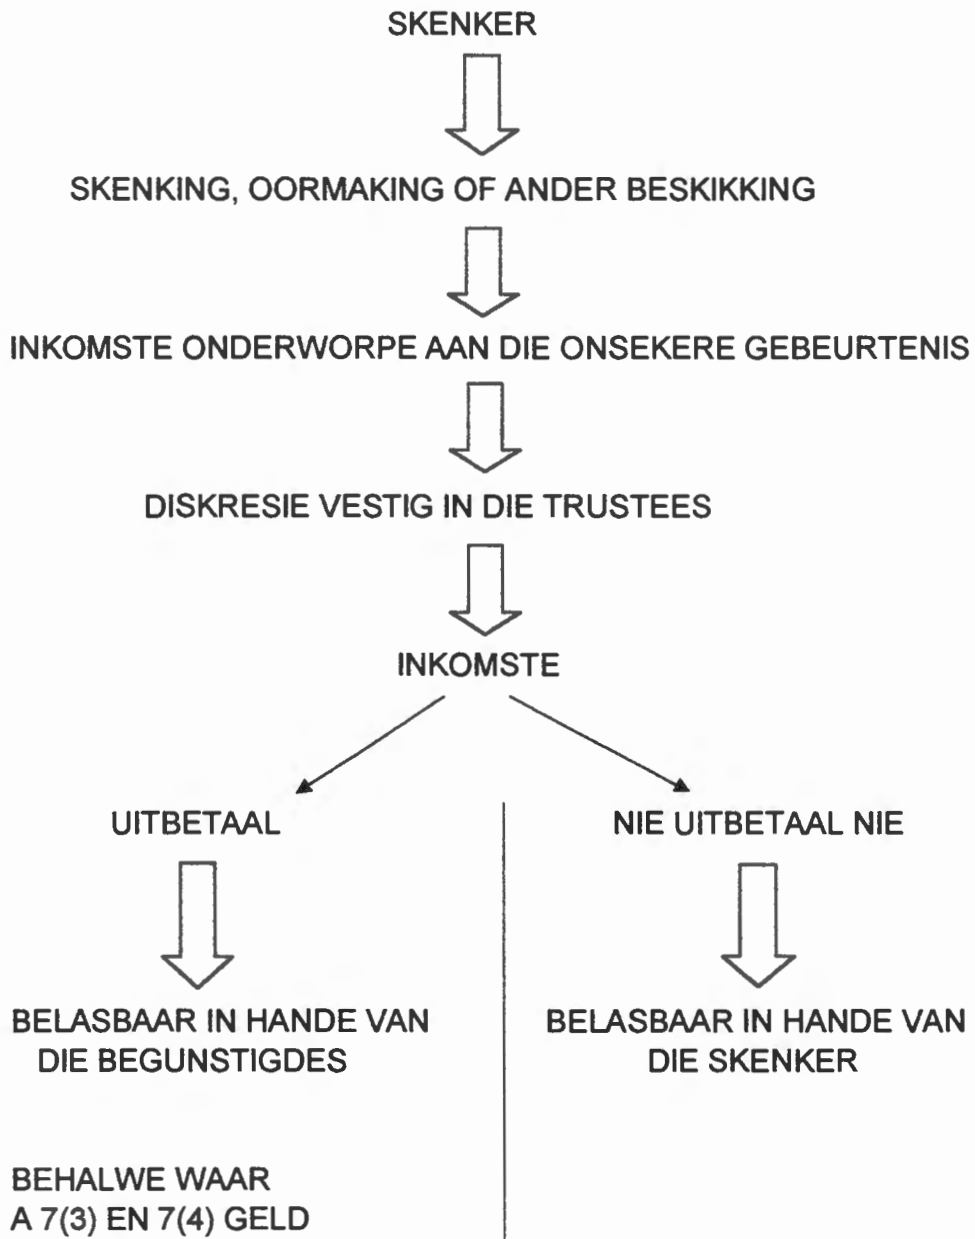 SKENKER
SKENKING, OORMAKING OF ANDER BESKIKKING
INKOMSTE ONDERWORPE AAN DIE ONSEKERE GEBEURTENIS
DISKRESIE VESTIG IN DIE TRUSTEES
INKOMSTE
UITBETAAL
NIE UITBETAAL NIE
BELASBAAR IN HANDE VAN
DIE BEGUNSTIGDES
BELASBAAR IN HANDE VAN
DIE SKENKER
BEHALWE WAAR
A 7(3) EN 7(4) GELD